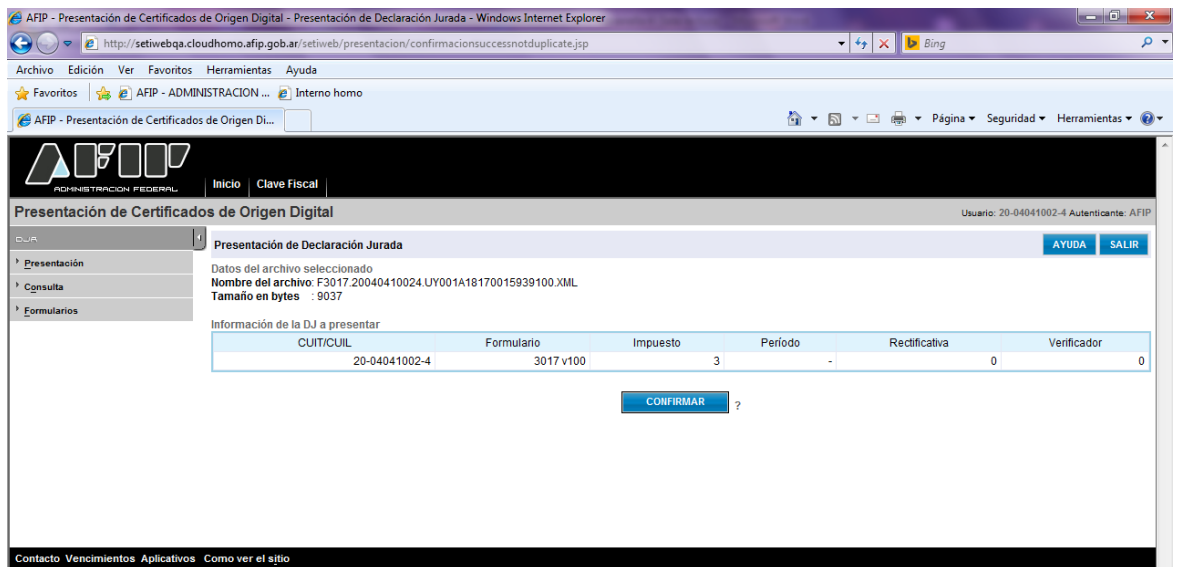 AFIP - Presentación de Certificados de Origen Digital - Presentación de Declaración Jurada - Windows Internet Explorer
http://setiwebqa.cloudhomo.afip.gob.ar/setiweb/presentacion/confirmacionsuccessnotduplicate.jsp Bing
Archivo Edición Ver Favoritos Herramientas Ayuda
Favoritos AFIP - ADMINISTRACION ... Interno homo
AFIP - Presentación de Certificados de Origen Di... Página Seguridad Herramientas
AFIP
ADMINISTRACION FEDERAL Inicio Clave Fiscal
Presentación de Certificados de Origen Digital Usuario: 20-04041002-4 Autenticante: AFIP
DJR Presentación de Declaración Jurada AYUDA SALIR
Presentación
Consulta
Formularios
Datos del archivo seleccionado
Nombre del archivo: F3017.20040410024.UY001A18170015939100.XML
Tamaño en bytes : 9037
Información de la DJ a presentar
CUIT/CUIL Formulario Impuesto Período Rectificativa Verificador
20-04041002-4 3017 v100 3 - 0 0
CONFIRMAR ?
Contacto Vencimientos Aplicativos Como ver el sitio